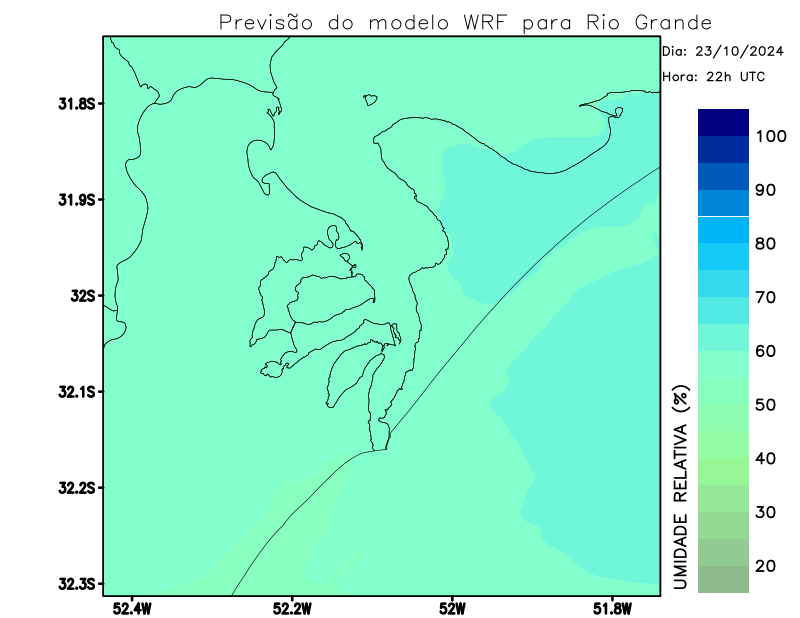 Previsão do modelo WRF para Rio Grande
Dia: 23/10/2024
Hora: 22h UTC
31.8S
31.9S
32S
32.1S
32.2S
32.3S
52.4W
52.2W
52W
51.8W
UMIDADE RELATIVA (%)
100
90
80
70
60
50
40
30
20